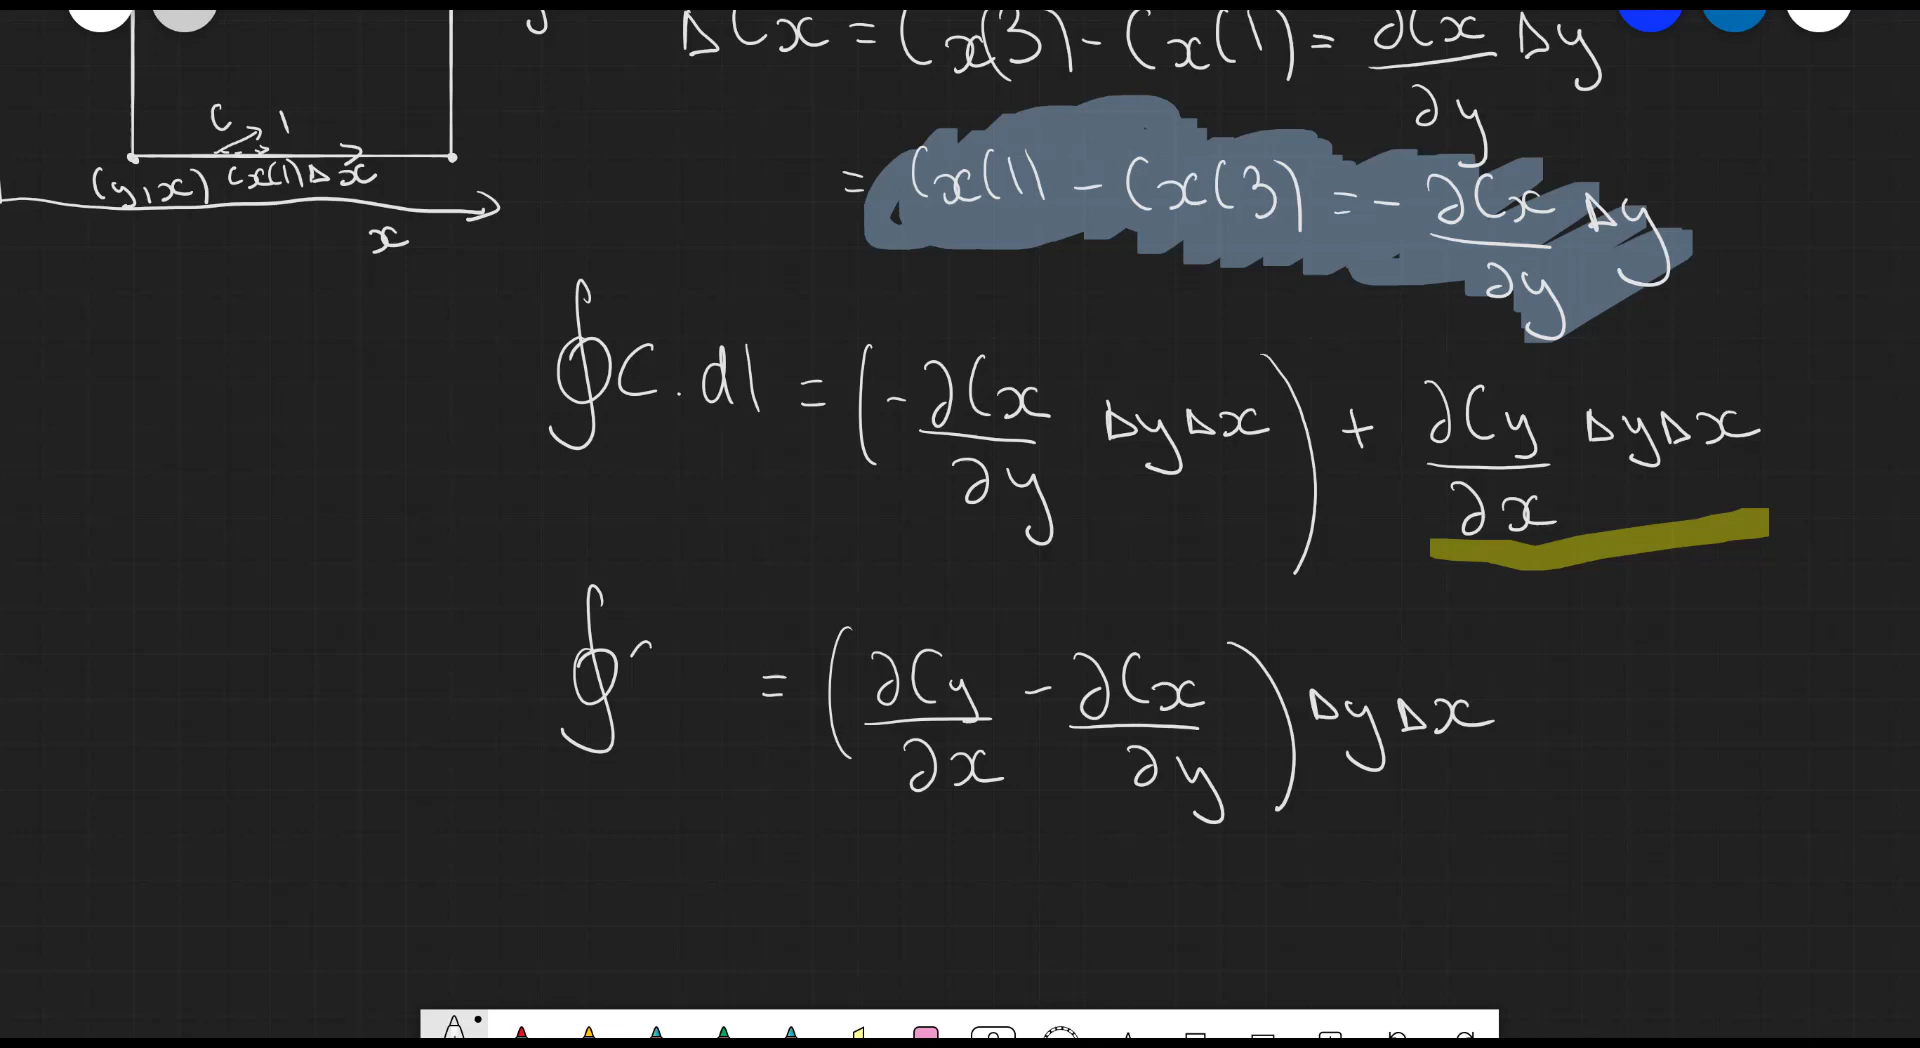 ΔCx = Cx(3) - Cx(1) = ∂Cx/∂y Δy
C 1
(y,x) Cx(1)Δx
x
= Cx(1) - Cx(3) = - ∂Cx/∂y Δy
∮C.dl = (-∂Cx/∂y ΔyΔx) + ∂Cy/∂x ΔyΔx
∮ = (∂Cy/∂x - ∂Cx/∂y) ΔyΔx